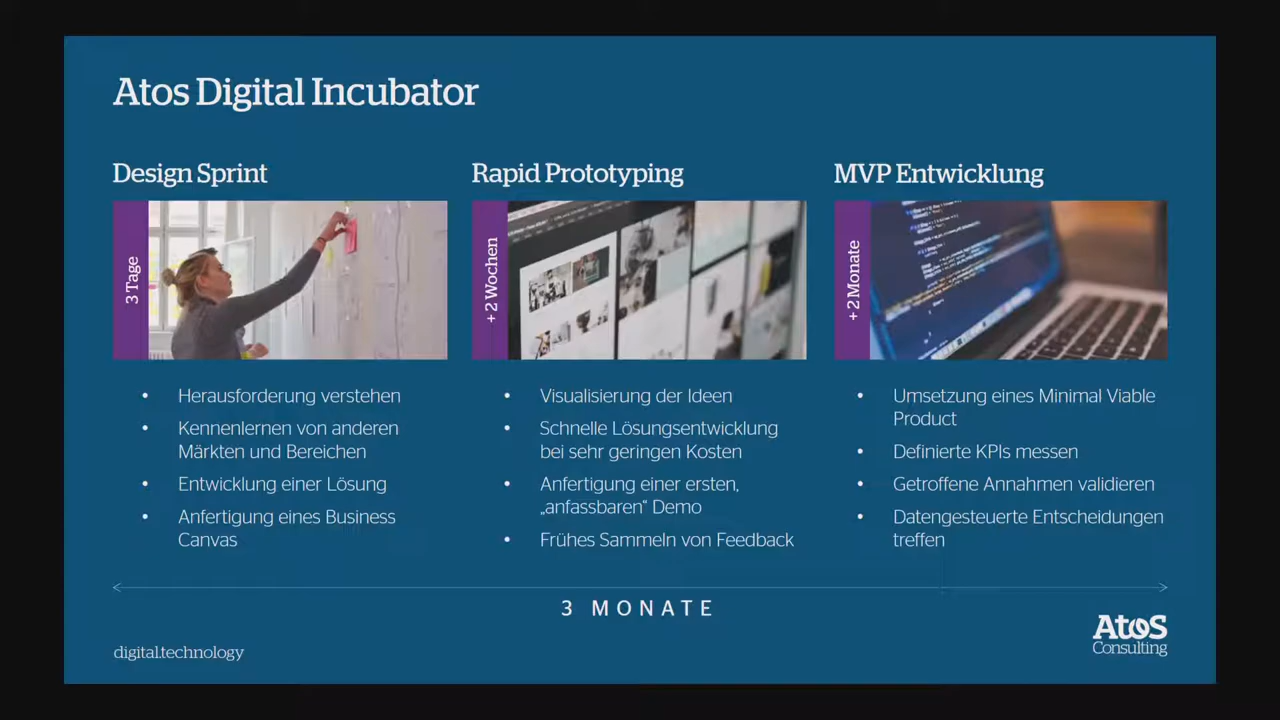 Atos Digital Incubator
Design Sprint
3 Tage
• Herausforderung verstehen
• Kennenlernen von anderen
Märkten und Bereichen
• Entwicklung einer Lösung
• Anfertigung eines Business
Canvas
Rapid Prototyping
+ 2 Wochen
• Visualisierung der Ideen
• Schnelle Lösungsentwicklung
bei sehr geringen Kosten
• Anfertigung einer ersten,
„anfassbaren“ Demo
• Frühes Sammeln von Feedback
MVP Entwicklung
+ 2 Monate
• Umsetzung eines Minimal Viable
Product
• Definierte KPIs messen
• Getroffene Annahmen validieren
• Datengesteuerte Entscheidungen
treffen
3 MONATE
digital.technology
Atos
Consulting